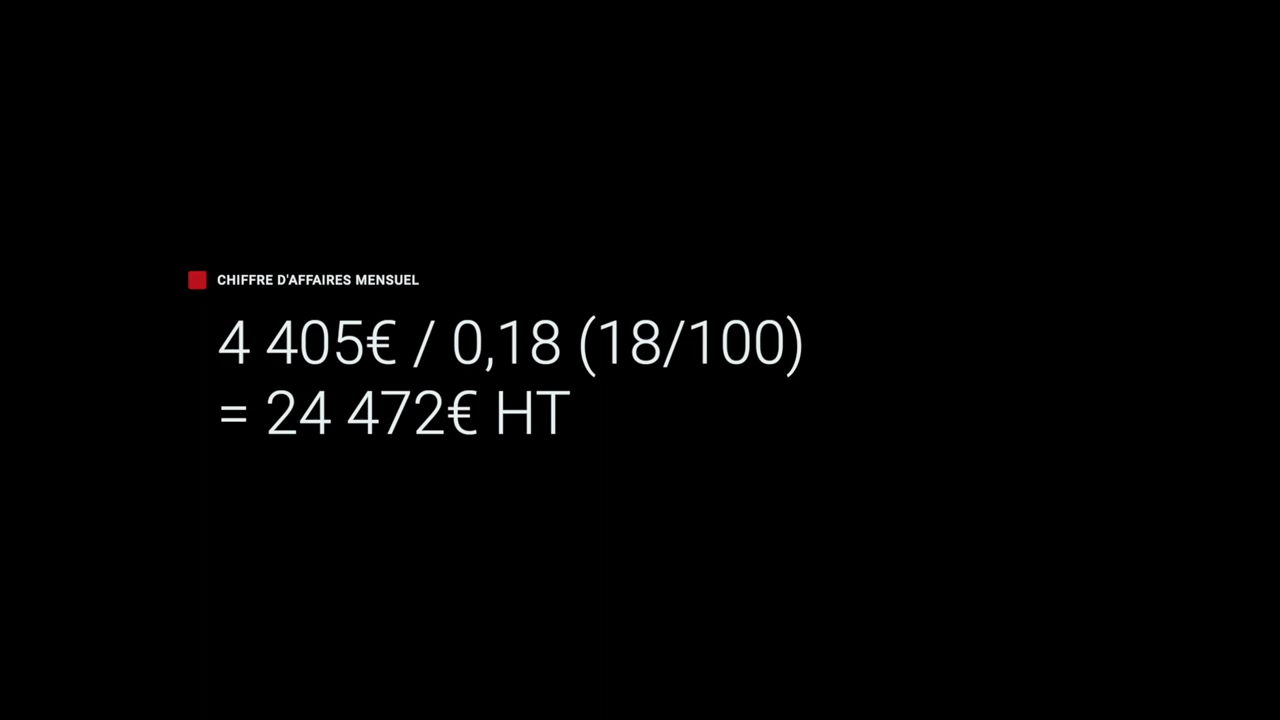 CHIFFRE D'AFFAIRES MENSUEL
4 405€ / 0,18 (18/100)
= 24 472€ HT